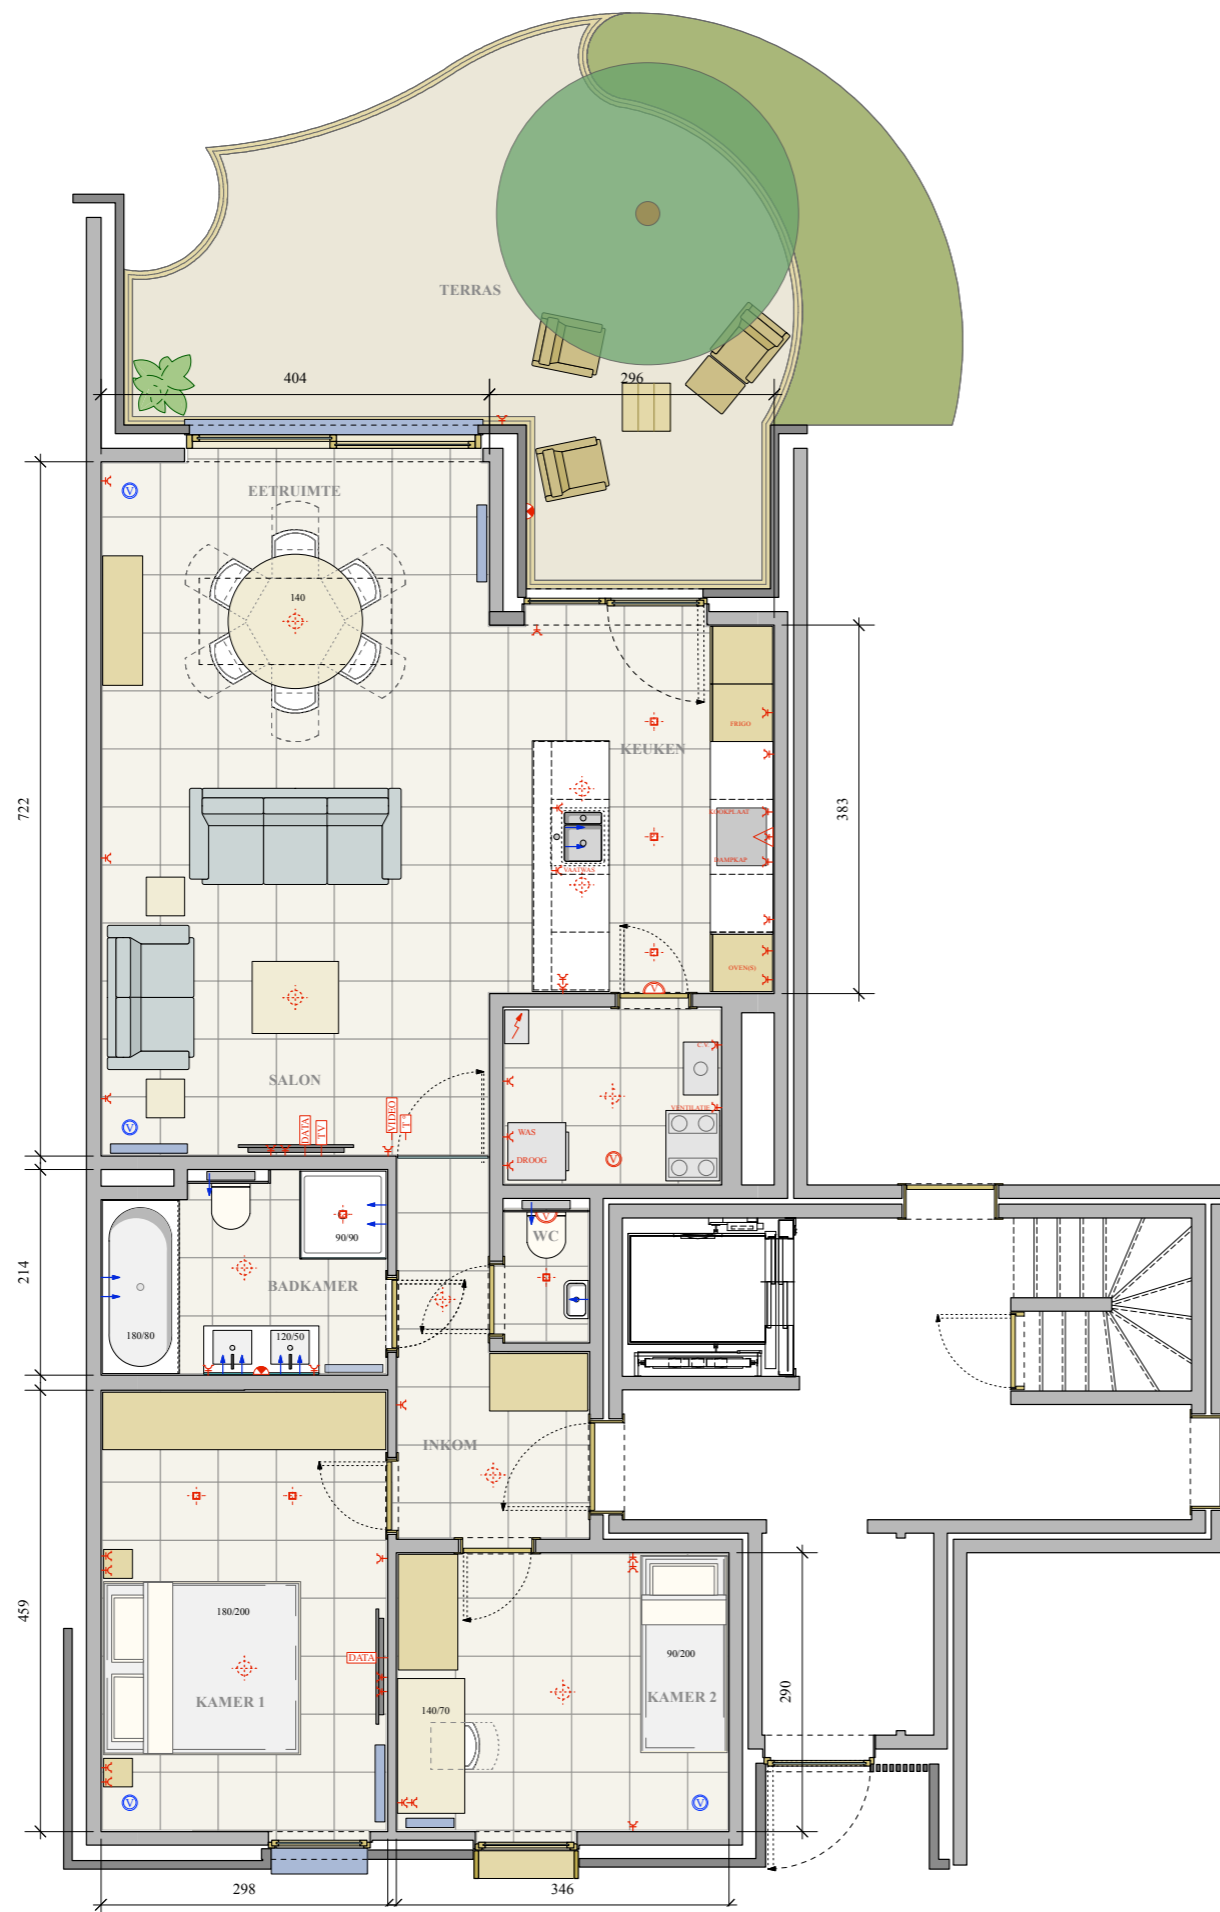 TERRAS
404
296
EETRUIMTE
140
FRIGO
KEUKEN
722
383
KOOKPLAAT
DAMPKAP
VAATWAS
OVEN(S)
V
V
V
SALON
C.V.
VENTILATIE
DATA
TV
VIDEO
T°
WAS
DROOG
V
V
WC
90/90
214
BADKAMER
180/80
120/50
INKOM
459
180/200
DATA
KAMER 1
90/200
KAMER 2
140/70
290
V
V
298
346